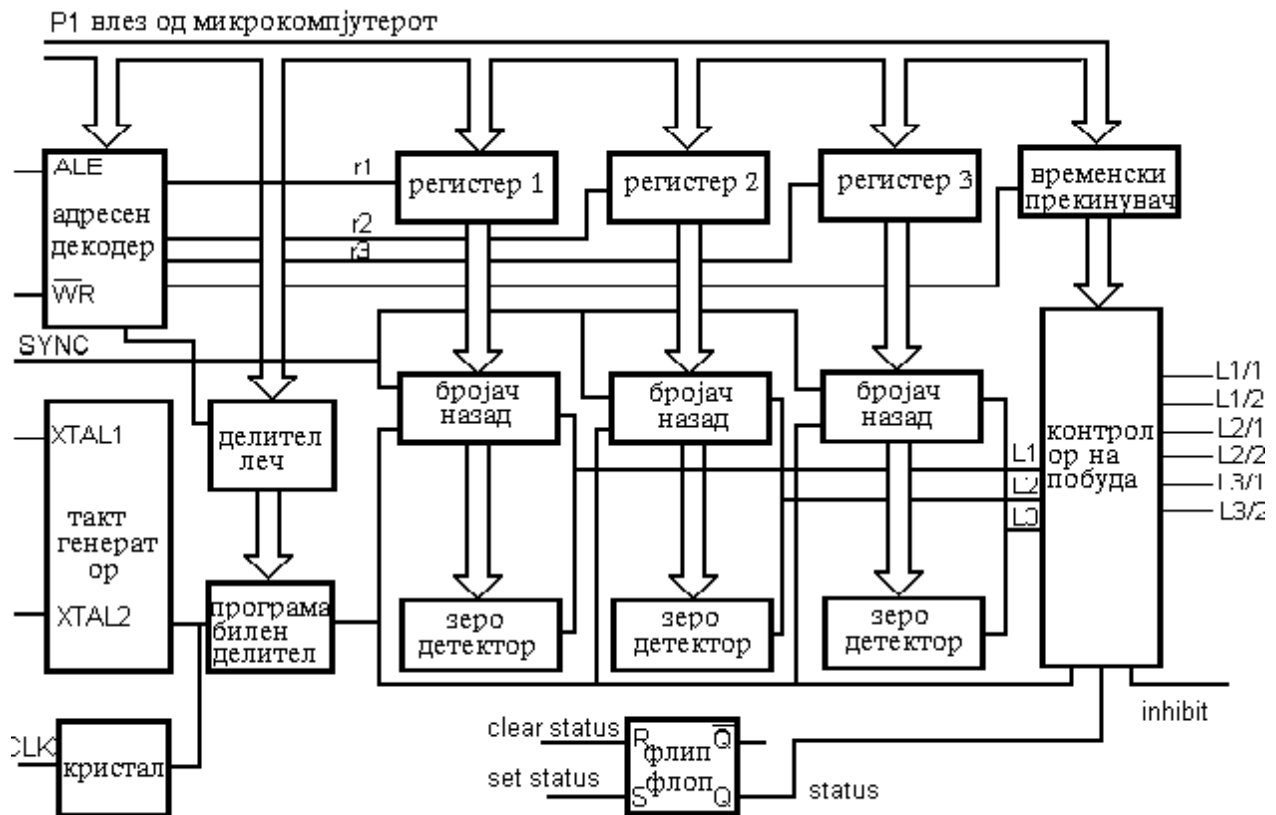 P1 влез од микрокомпјутерот
ALE
адресен
декодер
W̅R̅
r1
r2
r3
регистер 1
регистер 2
регистер 3
временски
прекинувач
SYNC
бројач
назад
бројач
назад
бројач
назад
XTAL1
такт
генерат
ор
XTAL2
делител
леч
програма
билен
делител
зеро
детектор
зеро
детектор
зеро
детектор
L1
L2
L3
контрол
ор на
побуда
L1/1
L1/2
L2/1
L2/2
L3/1
L3/2
inhibit
CLK
кристал
clear status
set status
R
Q̅
флип
флоп
S
Q
status